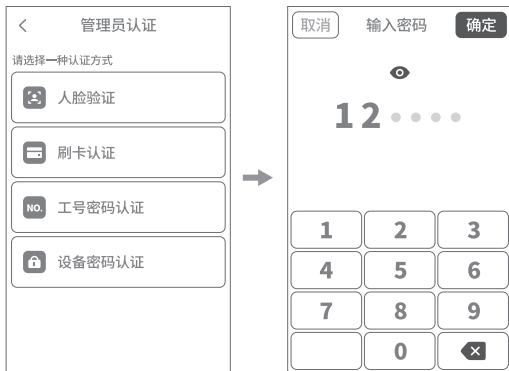 管理员认证
请选择一种认证方式
人脸验证
刷卡认证
NO. 工号密码认证
设备密码认证
取消 输入密码 确定
12
1 2 3
4 5 6
7 8 9
0